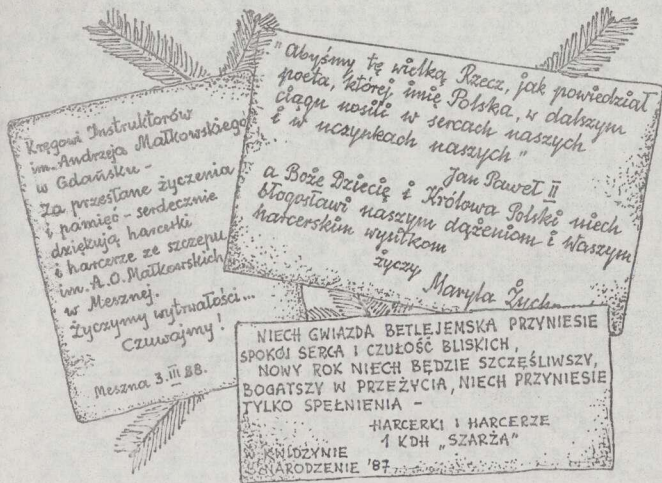 Kręgowi Instruktorów
im. Andrzeja Małkowskiego
w Gdańsku -
Za przesłane życzenia
i pamięć - serdecznie
dziękują harcerki
i harcerze ze szczepu
im. A.O. Małkowskich
w Mesznej.
Życzymy wytrwałości...
Czuwajmy!
Meszna 3.III 88.
"Abyśmy tę wielką Rzecz, jak powiedział
poeta, której imię Polska, w dalszym
ciągu nosili w sercach naszych
i w uczynkach naszych"
Jan Paweł II
a Boże Dziecię i Królowa Polski niech
błogosławi naszym dążeniom i Waszym
harcerskim wysiłkom
życzy
Maryla
NIECH GWIAZDA BETLEJEMSKA PRZYNIESIE
SPOKÓJ SERCA I CZUŁOŚĆ BLISKICH,
NOWY ROK NIECH BĘDZIE SZCZĘŚLIWSZY,
BOGATSZY W PRZEŻYCIA, NIECH PRZYNIESIE
TYLKO SPEŁNIENIA -
HARCERKI I HARCERZE
1 KDH „SZARŻA"
W KWIDZYNIE
NARODZENIE '87